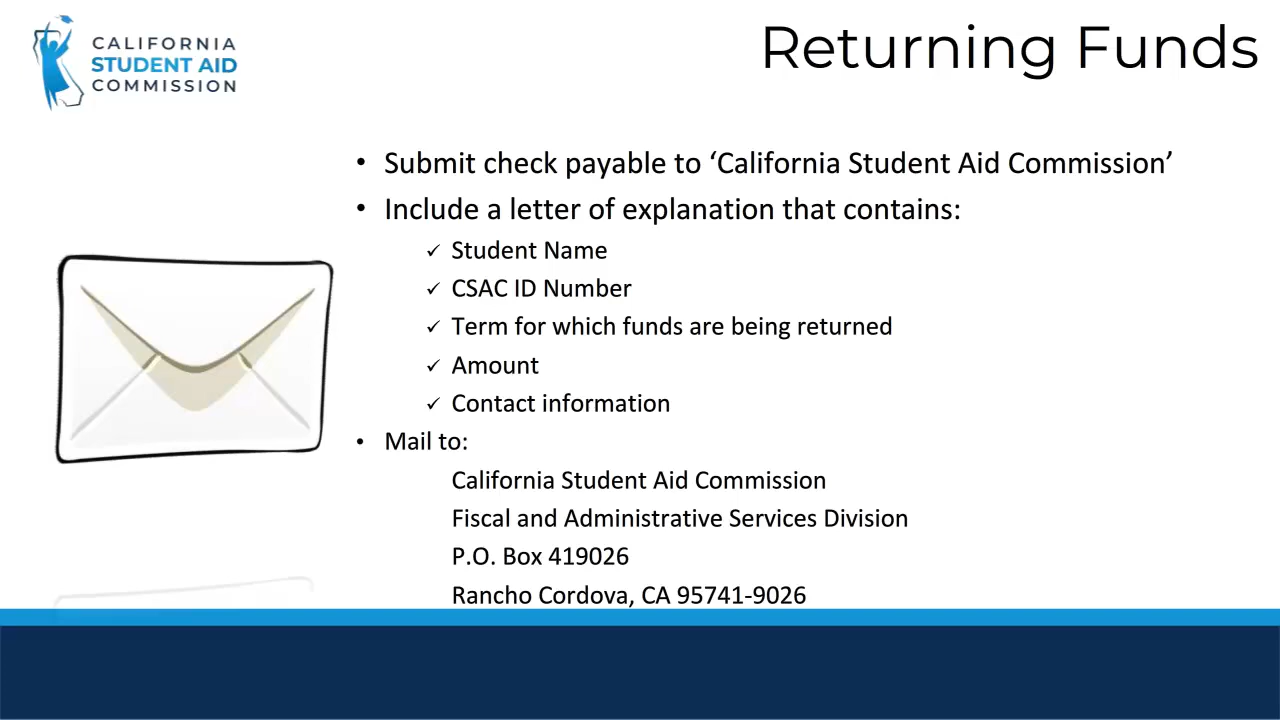 CALIFORNIA
STUDENT AID
COMMISSION
Returning Funds
• Submit check payable to ‘California Student Aid Commission’
• Include a letter of explanation that contains:
✓ Student Name
✓ CSAC ID Number
✓ Term for which funds are being returned
✓ Amount
✓ Contact information
• Mail to:
California Student Aid Commission
Fiscal and Administrative Services Division
P.O. Box 419026
Rancho Cordova, CA 95741-9026